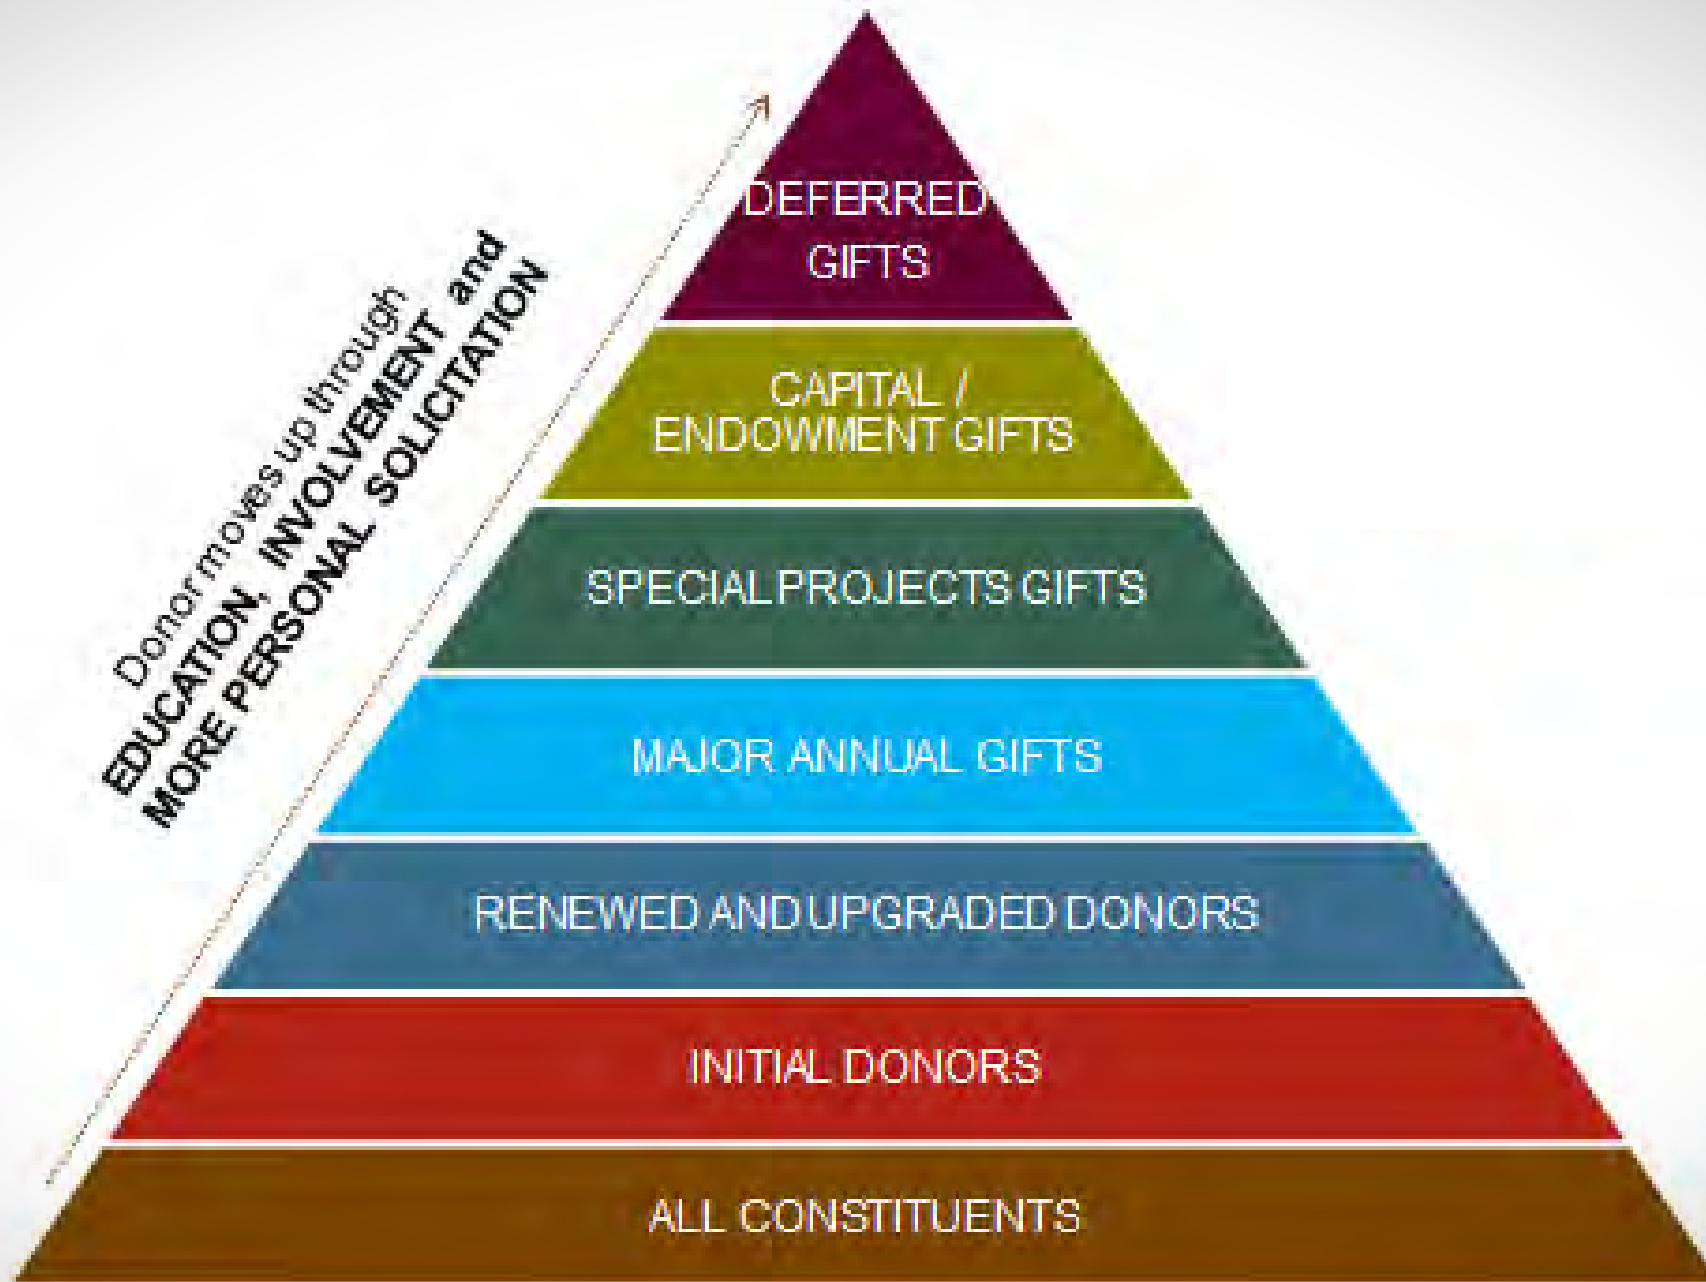 Donor moves up through
EDUCATION, INVOLVEMENT and
MORE PERSONAL SOLICITATION
DEFERRED
GIFTS
CAPITAL /
ENDOWMENT GIFTS
SPECIAL PROJECTS GIFTS
MAJOR ANNUAL GIFTS
RENEWED AND UPGRADED DONORS
INITIAL DONORS
ALL CONSTITUENTS